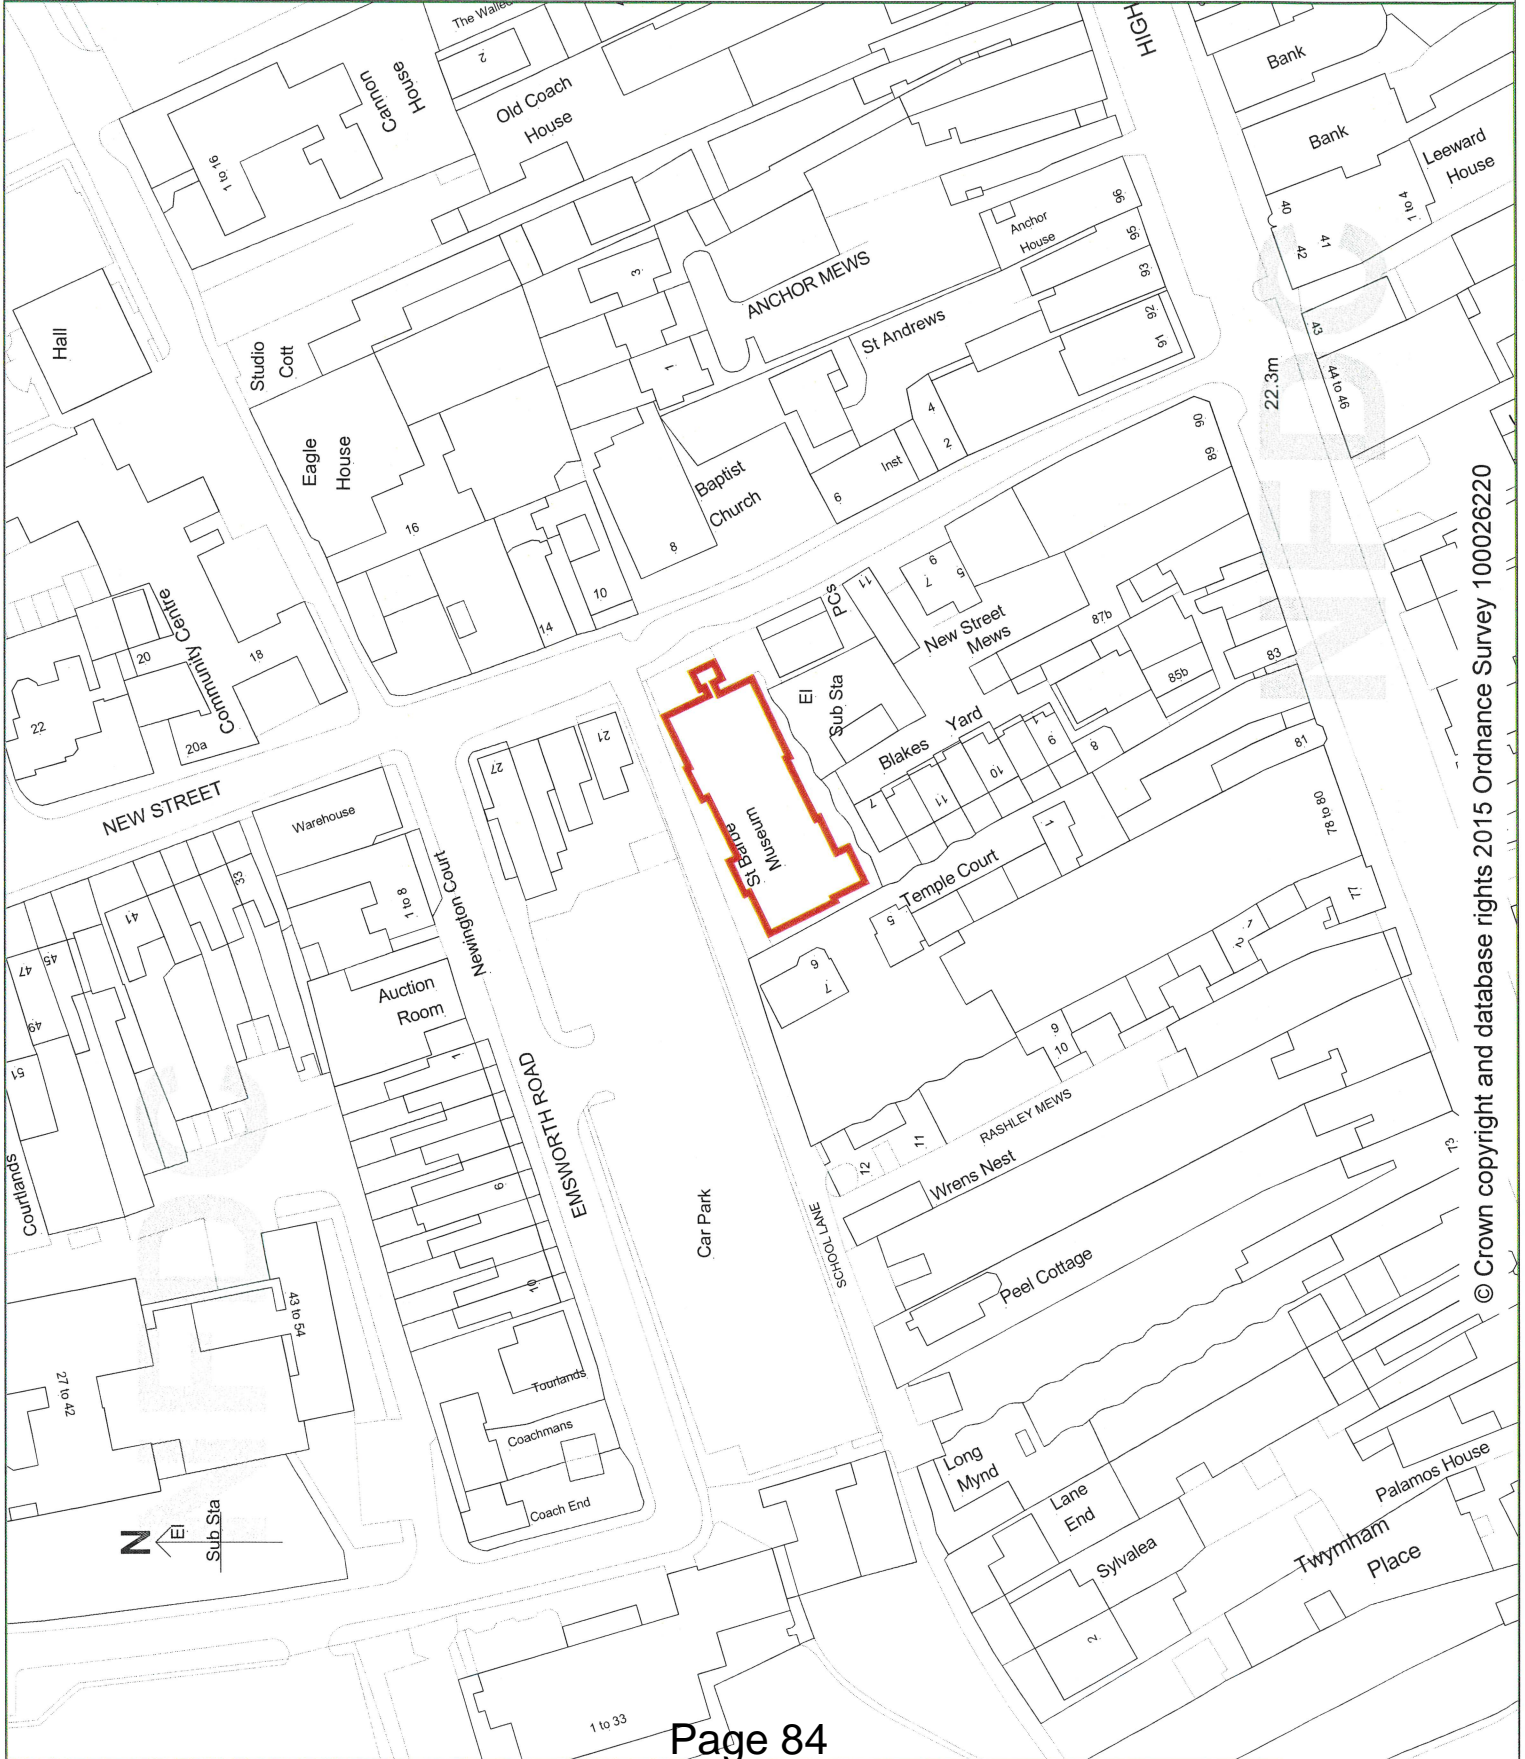 HIGH
2
Cannon
House
Old Coach
House
1 to 16
Bank
Bank
Leeward
House
1 to 4
40
41
42
43
44 to 46
22.3m
96
95
93
92
91
Anchor
House
ANCHOR MEWS
St Andrews
3
1
Hall
Studio
Cott
Eagle
House
16
Baptist
Church
8
6
Inst
4
2
90
89
10
14
Community Centre
18
20
20a
22
NEW STREET
PCs
11
9
7
5
New Street
Mews
87b
85b
83
El
Sub Sta
Blakes Yard
7
11
10
9
1
8
81
78 to 80
77
St Barbe
Museum
21
27
Warehouse
33
41
45
47
49
51
1 to 8
Newington Court
Auction
Room
1
6
10
EMSWORTH ROAD
Temple Court
5
1
6
7
1
2
9
10
11
12
RASHLEY MEWS
Wrens Nest
Peel Cottage
73
Courtlands
43 to 54
27 to 42
Car Park
SCHOOL LANE
Tourlands
Coachmans
Coach End
N
El
Sub Sta
Long
Mynd
Lane
End
Sylvalea
2
Palamos House
Twymham
Place
1 to 33
NFDC
© Crown copyright and database rights 2015 Ordnance Survey 100026220
Page 84